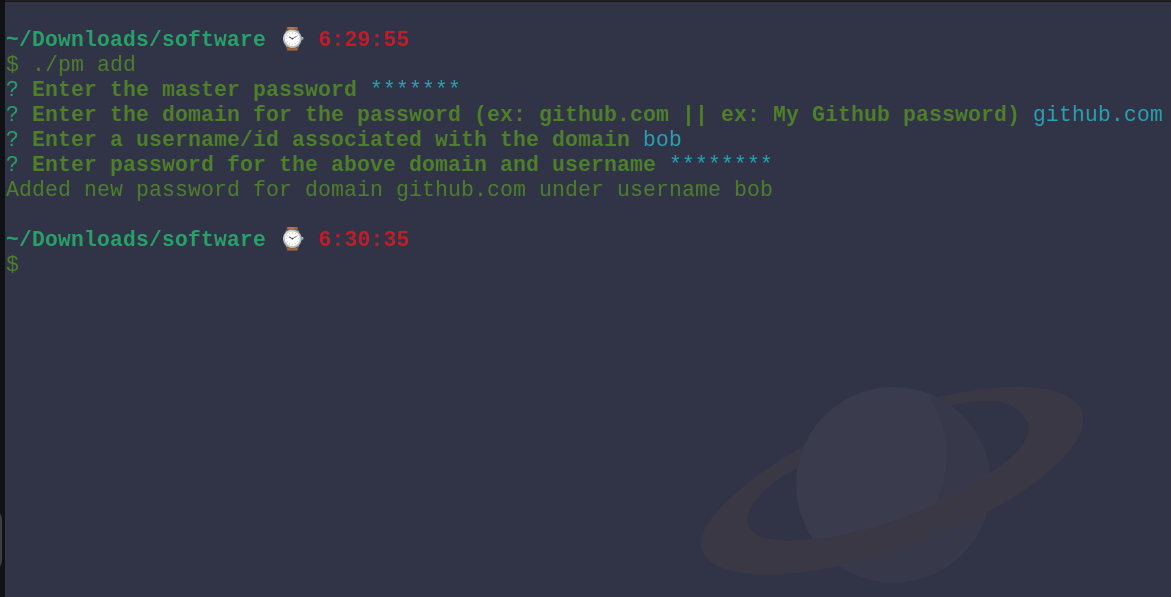 ~/Downloads/software ⌚ 6:29:55
$ ./pm add
? Enter the master password *******
? Enter the domain for the password (ex: github.com || ex: My Github password) github.com
? Enter a username/id associated with the domain bob
? Enter password for the above domain and username ********
Added new password for domain github.com under username bob
~/Downloads/software ⌚ 6:30:35
$